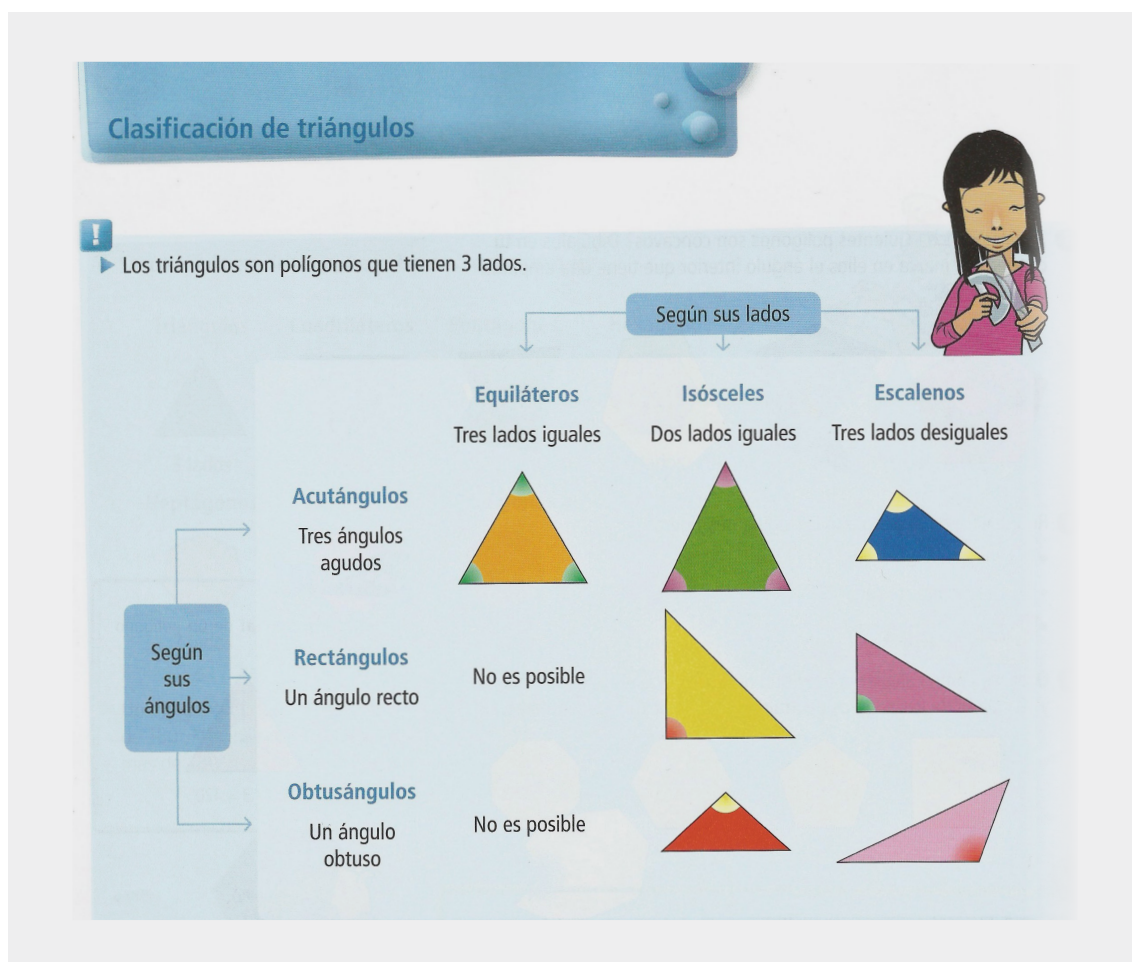 Clasificación de triángulos
!
Los triángulos son polígonos que tienen 3 lados.
Según sus lados
Equiláteros
Isósceles
Escalenos
Tres lados iguales
Dos lados iguales
Tres lados desiguales
Acutángulos
Tres ángulos
agudos
Según
sus
ángulos
Rectángulos
Un ángulo recto
No es posible
Obtusángulos
Un ángulo
obtuso
No es posible